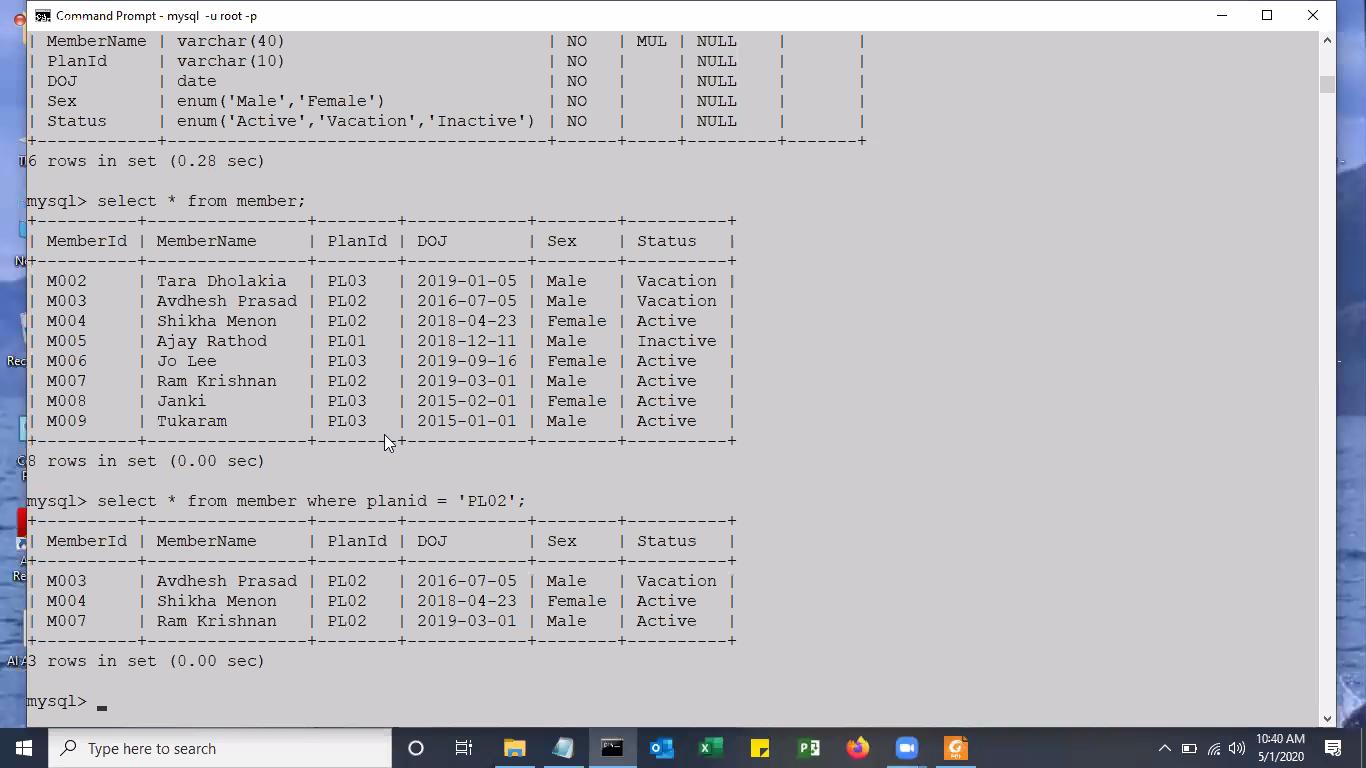 Command Prompt - mysql -u root -p
| MemberName | varchar(40)                          | NO   | MUL | NULL    |       |
| PlanId     | varchar(10)                          | NO   |     | NULL    |       |
| DOJ        | date                                 | NO   |     | NULL    |       |
| Sex        | enum('Male','Female')                | NO   |     | NULL    |       |
| Status     | enum('Active','Vacation','Inactive') | NO   |     | NULL    |       |
+------------+--------------------------------------+------+-----+---------+-------+
6 rows in set (0.28 sec)
mysql> select * from member;
+----------+----------------+--------+------------+--------+----------+
| MemberId | MemberName     | PlanId | DOJ        | Sex    | Status   |
+----------+----------------+--------+------------+--------+----------+
| M002     | Tara Dholakia  | PL03   | 2019-01-05 | Male   | Vacation |
| M003     | Avdhesh Prasad | PL02   | 2016-07-05 | Male   | Vacation |
| M004     | Shikha Menon   | PL02   | 2018-04-23 | Female | Active   |
| M005     | Ajay Rathod    | PL01   | 2018-12-11 | Male   | Inactive |
| M006     | Jo Lee         | PL03   | 2019-09-16 | Female | Active   |
| M007     | Ram Krishnan   | PL02   | 2019-03-01 | Male   | Active   |
| M008     | Janki          | PL03   | 2015-02-01 | Female | Active   |
| M009     | Tukaram        | PL03   | 2015-01-01 | Male   | Active   |
+----------+----------------+--------+------------+--------+----------+
8 rows in set (0.00 sec)
mysql> select * from member where planid = 'PL02';
+----------+----------------+--------+------------+--------+----------+
| MemberId | MemberName     | PlanId | DOJ        | Sex    | Status   |
+----------+----------------+--------+------------+--------+----------+
| M003     | Avdhesh Prasad | PL02   | 2016-07-05 | Male   | Vacation |
| M004     | Shikha Menon   | PL02   | 2018-04-23 | Female | Active   |
| M007     | Ram Krishnan   | PL02   | 2019-03-01 | Male   | Active   |
+----------+----------------+--------+------------+--------+----------+
3 rows in set (0.00 sec)
mysql>
Type here to search
10:40 AM
5/1/2020